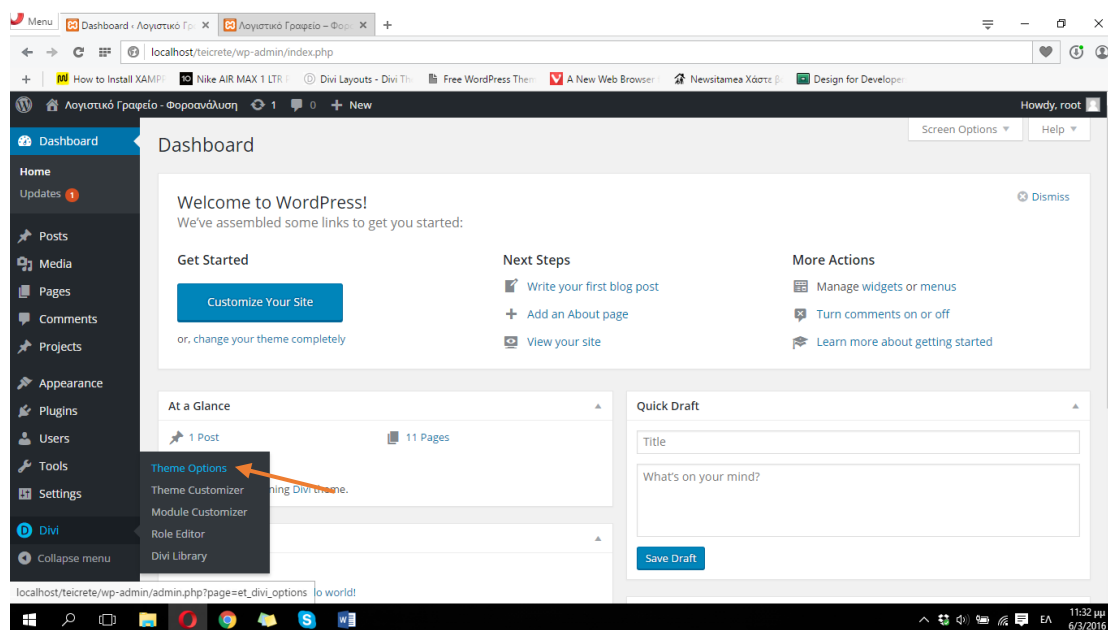 Menu
Dashboard ‹ Λογιστικό Γρ
Λογιστικό Γραφείο – Φορο
localhost/teicrete/wp-admin/index.php
How to Install XAMPP
Nike AIR MAX 1 LTR
Divi Layouts - Divi Th
Free WordPress Them
A New Web Browser
Newsitamea Χάστε β
Design for Developer
Λογιστικό Γραφείο - Φοροανάλυση 1 0 + New
Howdy, root
Dashboard
Home
Updates 1
Posts
Media
Pages
Comments
Projects
Appearance
Plugins
Users
Tools
Settings
Divi
Collapse menu
Theme Options
Theme Customizer
Module Customizer
Role Editor
Divi Library
Dashboard
Screen Options
Help
Welcome to WordPress!
Dismiss
We've assembled some links to get you started:
Get Started
Customize Your Site
or, change your theme completely
Next Steps
Write your first blog post
Add an About page
View your site
More Actions
Manage widgets or menus
Turn comments on or off
Learn more about getting started
At a Glance
1 Post
11 Pages
ning Divi theme.
Quick Draft
Title
What's on your mind?
Save Draft
localhost/teicrete/wp-admin/admin.php?page=et_divi_options
lo world!
ΕΛ
11:32 μμ
6/3/2016